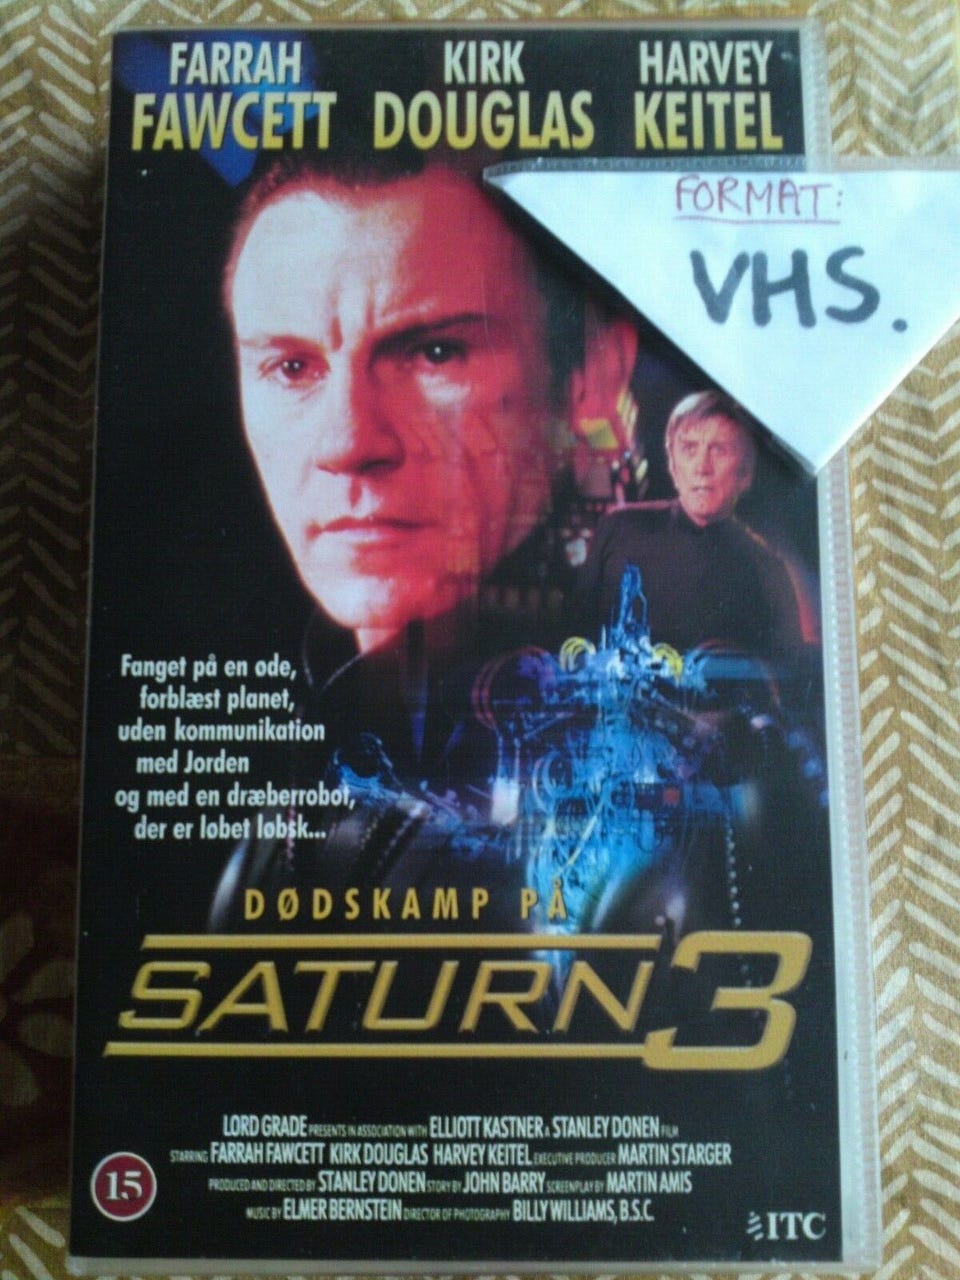 FARRAH KIRK HARVEY
FAWCETT DOUGLAS KEITEL
FORMAT:
VHS.
Fanget på en øde,
forblæst planet,
uden kommunikation
med Jorden
og med en dræberrobot,
der er løbet løbsk...
DØDSKAMP PÅ
SATURN 3
LORD GRADE PRESENTS IN ASSOCIATION WITH ELLIOTT KASTNER A STANLEY DONEN FILM
STARRING FARRAH FAWCETT KIRK DOUGLAS HARVEY KEITEL EXECUTIVE PRODUCER MARTIN STARGER
PRODUCED AND DIRECTED BY STANLEY DONEN STORY BY JOHN BARRY SCREENPLAY BY MARTIN AMIS
MUSIC BY ELMER BERNSTEIN DIRECTOR OF PHOTOGRAPHY BILLY WILLIAMS, B.S.C.
15
ITC